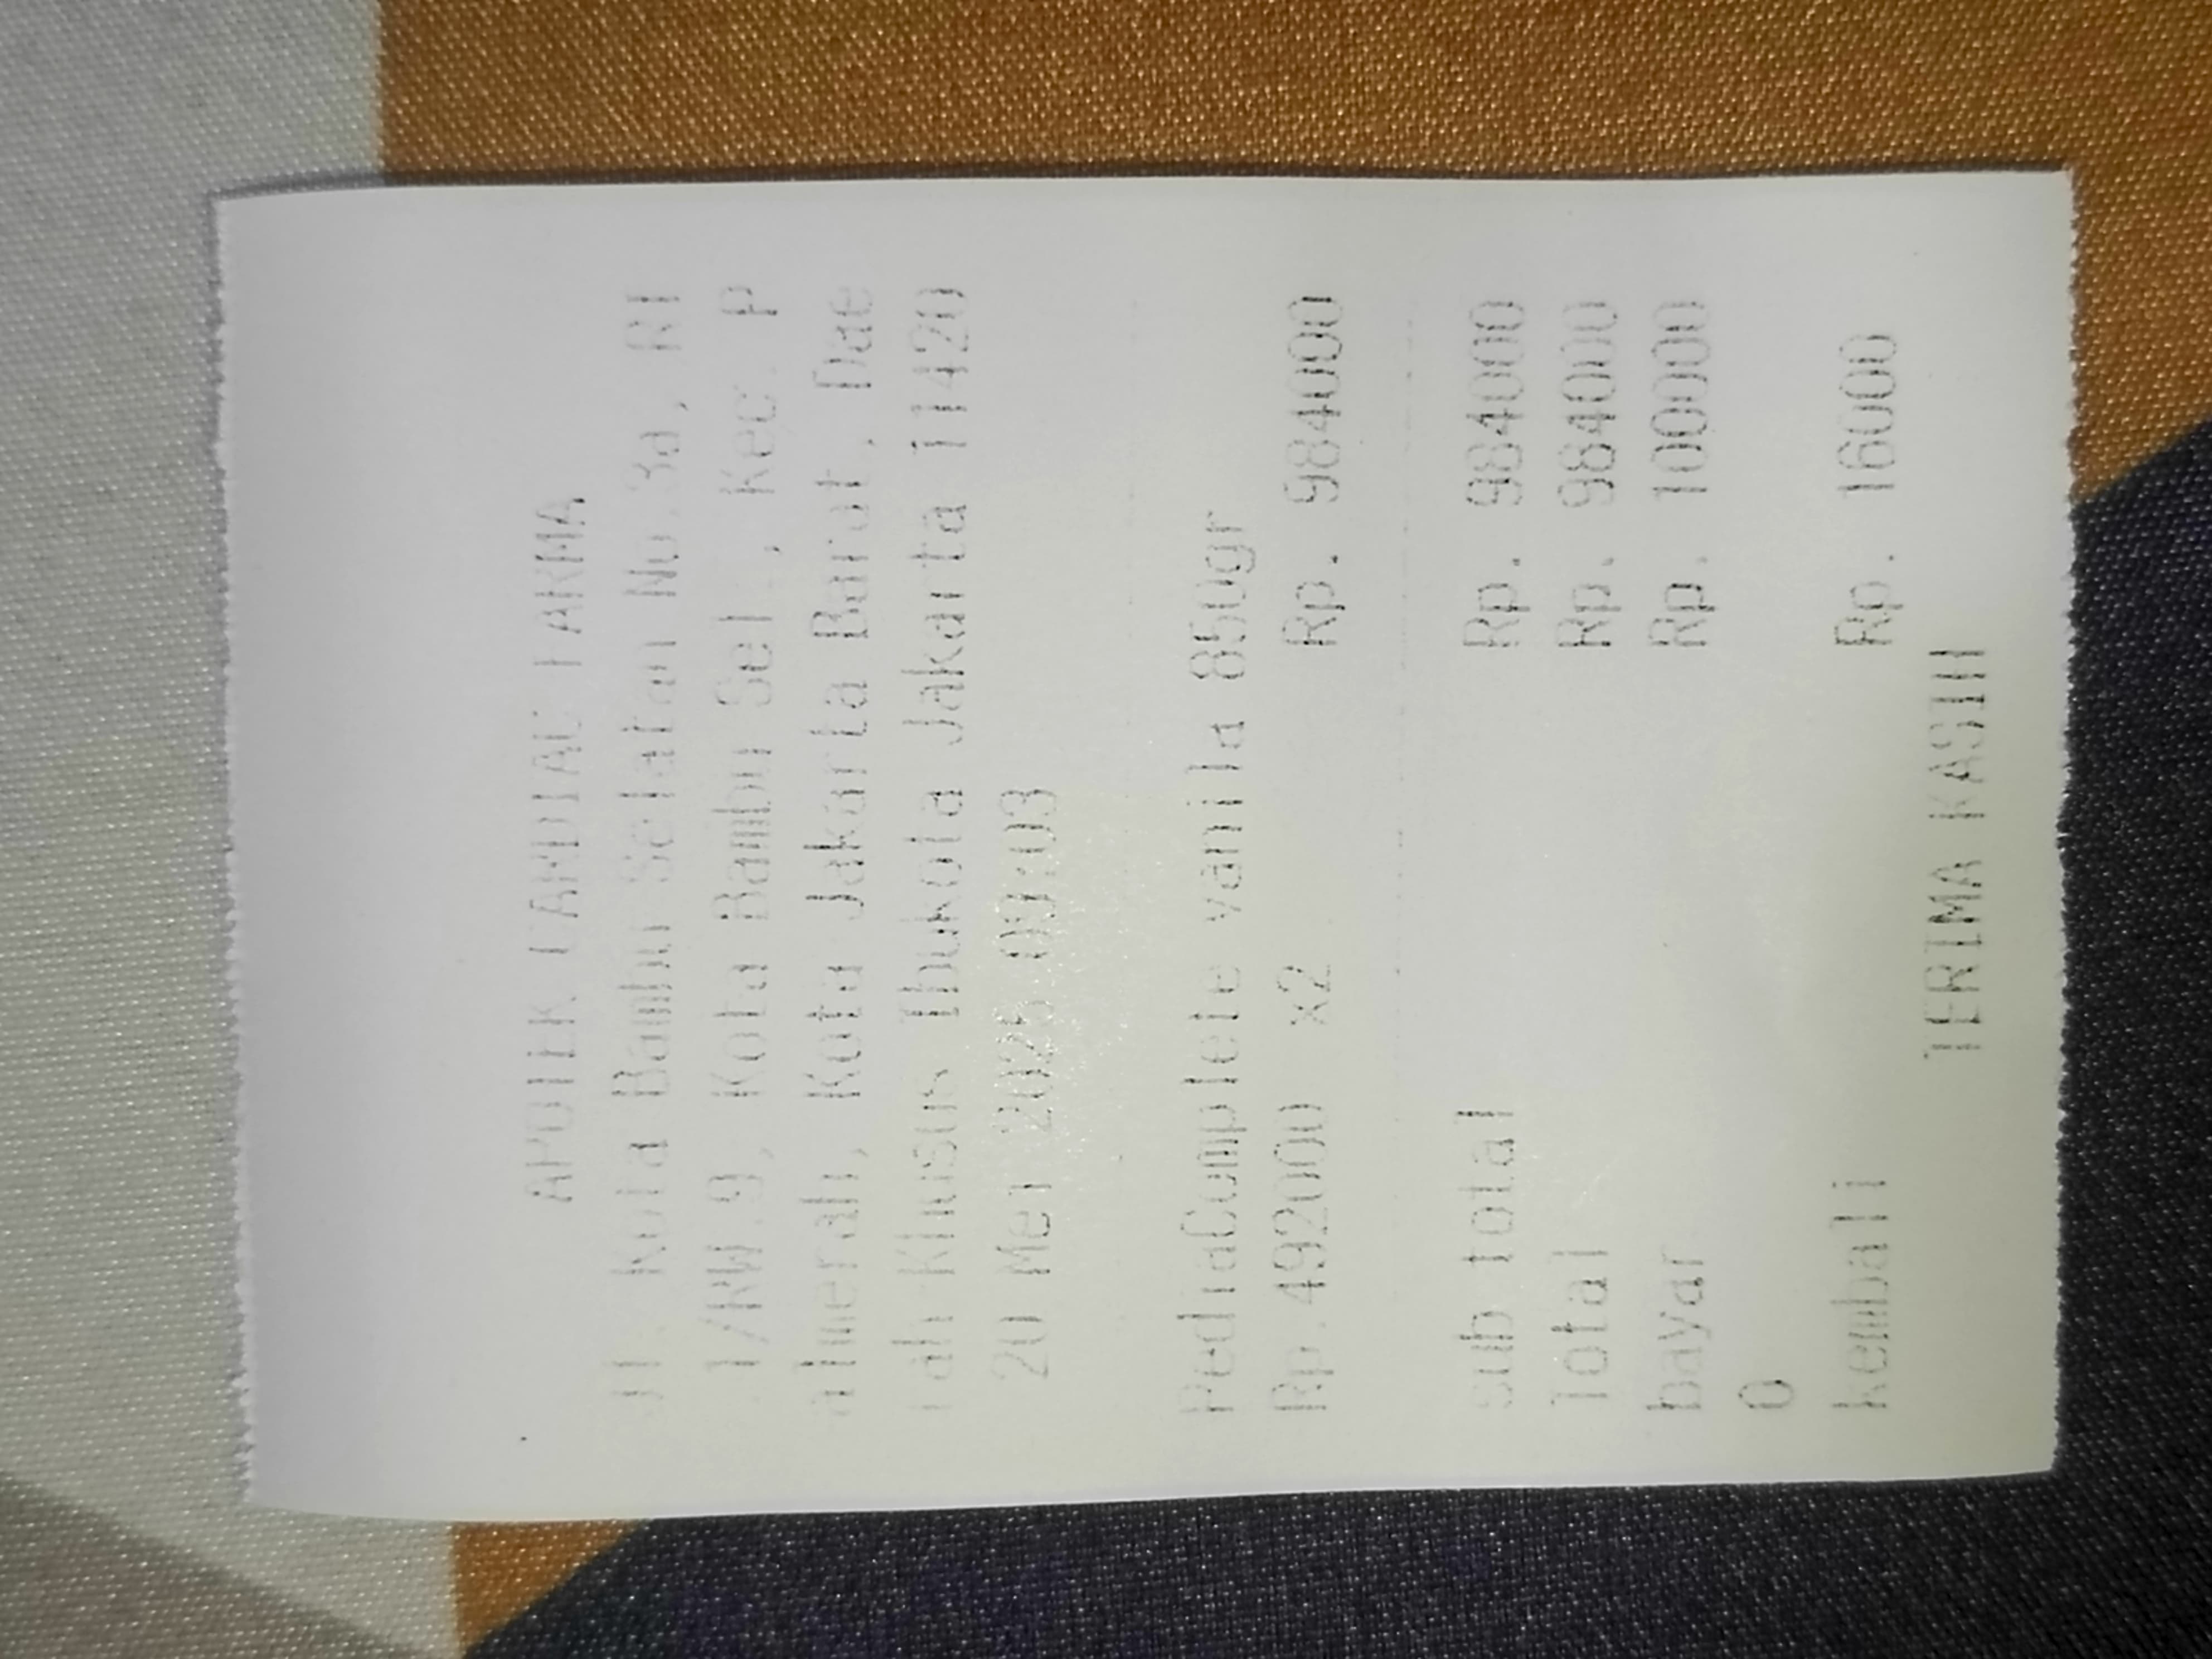 APOTEK CARDIAC FARMA
Jl. Kota Bambu Selatan No.3a, RT
1/RW.9, Kota Bambu Sel., Kec. P
almerah, Kota Jakarta Barat, Dae
rah Khusus Ibukota Jakarta 11420
20 Mei 2025 09:03
PediaComplete vanila 850gr
Rp.492000 x2 Rp. 984000
sub total Rp. 984000
Total Rp. 984000
bayar Rp. 100000
0
kembali Rp. 16000
TERIMA KASIH